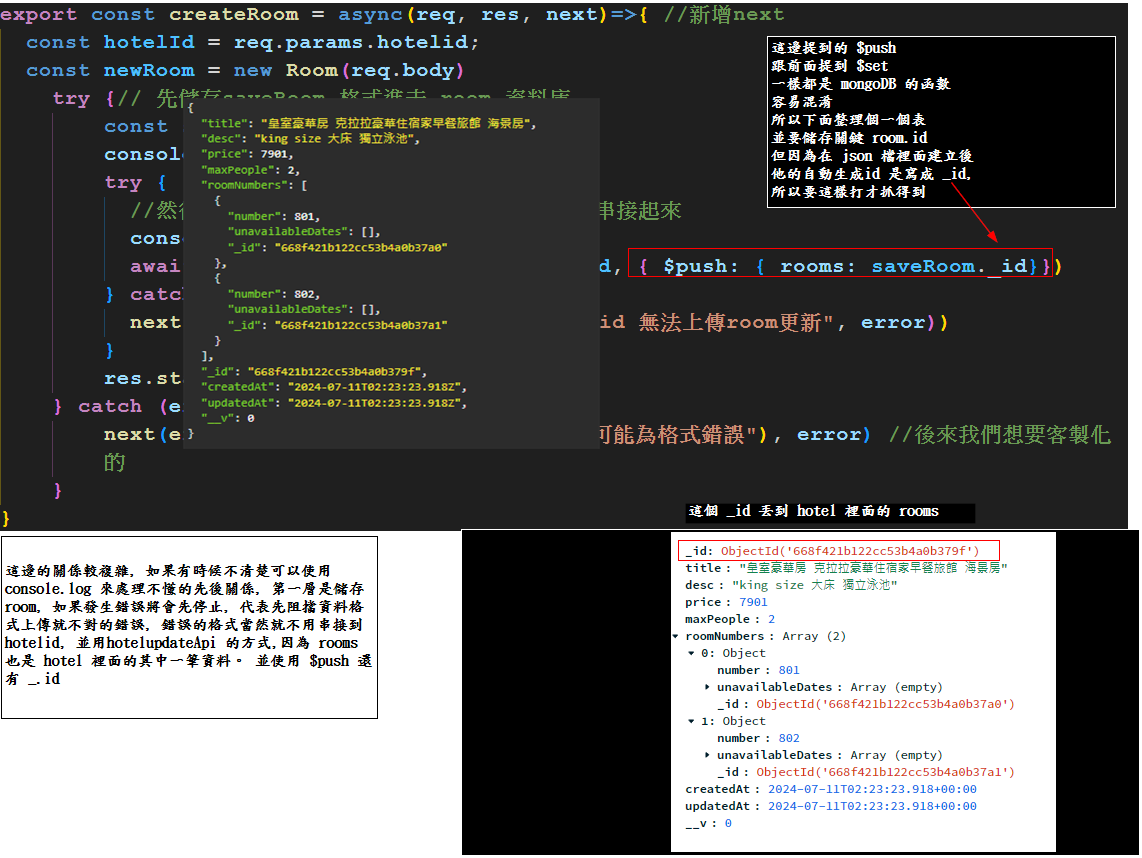 export const createRoom = async(req, res, next)=>{ //新增next
const hotelId = req.params.hotelid;
const newRoom = new Room(req.body)
try {// 先儲存saveRoom 格式進去 room 資料庫
const
console
try {
//然後 串接起來
conso
awai d, { $push: { rooms: saveRoom._id}})
} catc
next id 無法上傳room更新", error))
}
res.sta
} catch (e
next(e 可能為格式錯誤"), error) //後來我們想要客製化
的
}
}
{
"title": "皇室豪華房 克拉拉豪華住宿家早餐旅館 海景房",
"desc": "king size 大床 獨立泳池",
"price": 7901,
"maxPeople": 2,
"roomNumbers": [
{
"number": 801,
"unavailableDates": [],
"_id": "668f421b122cc53b4a0b37a0"
},
{
"number": 802,
"unavailableDates": [],
"_id": "668f421b122cc53b4a0b37a1"
}
],
"_id": "668f421b122cc53b4a0b379f",
"createdAt": "2024-07-11T02:23:23.918Z",
"updatedAt": "2024-07-11T02:23:23.918Z",
"__v": 0
}
這邊提到的 $push
跟前面提到 $set
一樣都是 mongoDB 的函數
容易混淆
所以下面整理個一個表
並要儲存關鍵 room.id
但因為在 json 檔裡面建立後
他的自動生成id 是寫成 _id,
所以要這樣打才抓得到
這個 _id 丟到 hotel 裡面的 rooms
這邊的關係較複雜, 如果有時候不清楚可以使用
console.log 來處理不懂的先後關係, 第一層是儲存
room, 如果發生錯誤將會先停止, 代表先阻擋資料格
式上傳就不對的錯誤, 錯誤的格式當然就不用串接到
hotelid, 並用hotelupdateApi 的方式,因為 rooms
也是 hotel 裡面的其中一筆資料。 並使用 $push 還
有 _.id
_id: ObjectId('668f421b122cc53b4a0b379f')
title : "皇室豪華房 克拉拉豪華住宿家早餐旅館 海景房"
desc : "king size 大床 獨立泳池"
price : 7901
maxPeople : 2
roomNumbers : Array (2)
0: Object
number : 801
unavailableDates : Array (empty)
_id : ObjectId('668f421b122cc53b4a0b37a0')
1: Object
number : 802
unavailableDates : Array (empty)
_id : ObjectId('668f421b122cc53b4a0b37a1')
createdAt : 2024-07-11T02:23:23.918+00:00
updatedAt : 2024-07-11T02:23:23.918+00:00
__v : 0